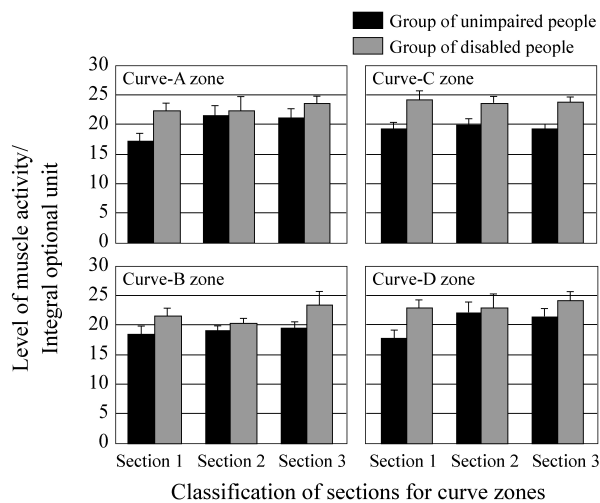 Group of unimpaired people
Group of disabled people
Level of muscle activity/
Integral optional unit
30
25
20
15
10
5
0
Curve-A zone
Curve-C zone
30
25
20
15
10
5
0
Curve-B zone
Curve-D zone
Section 1 Section 2 Section 3
Section 1 Section 2 Section 3
Classification of sections for curve zones